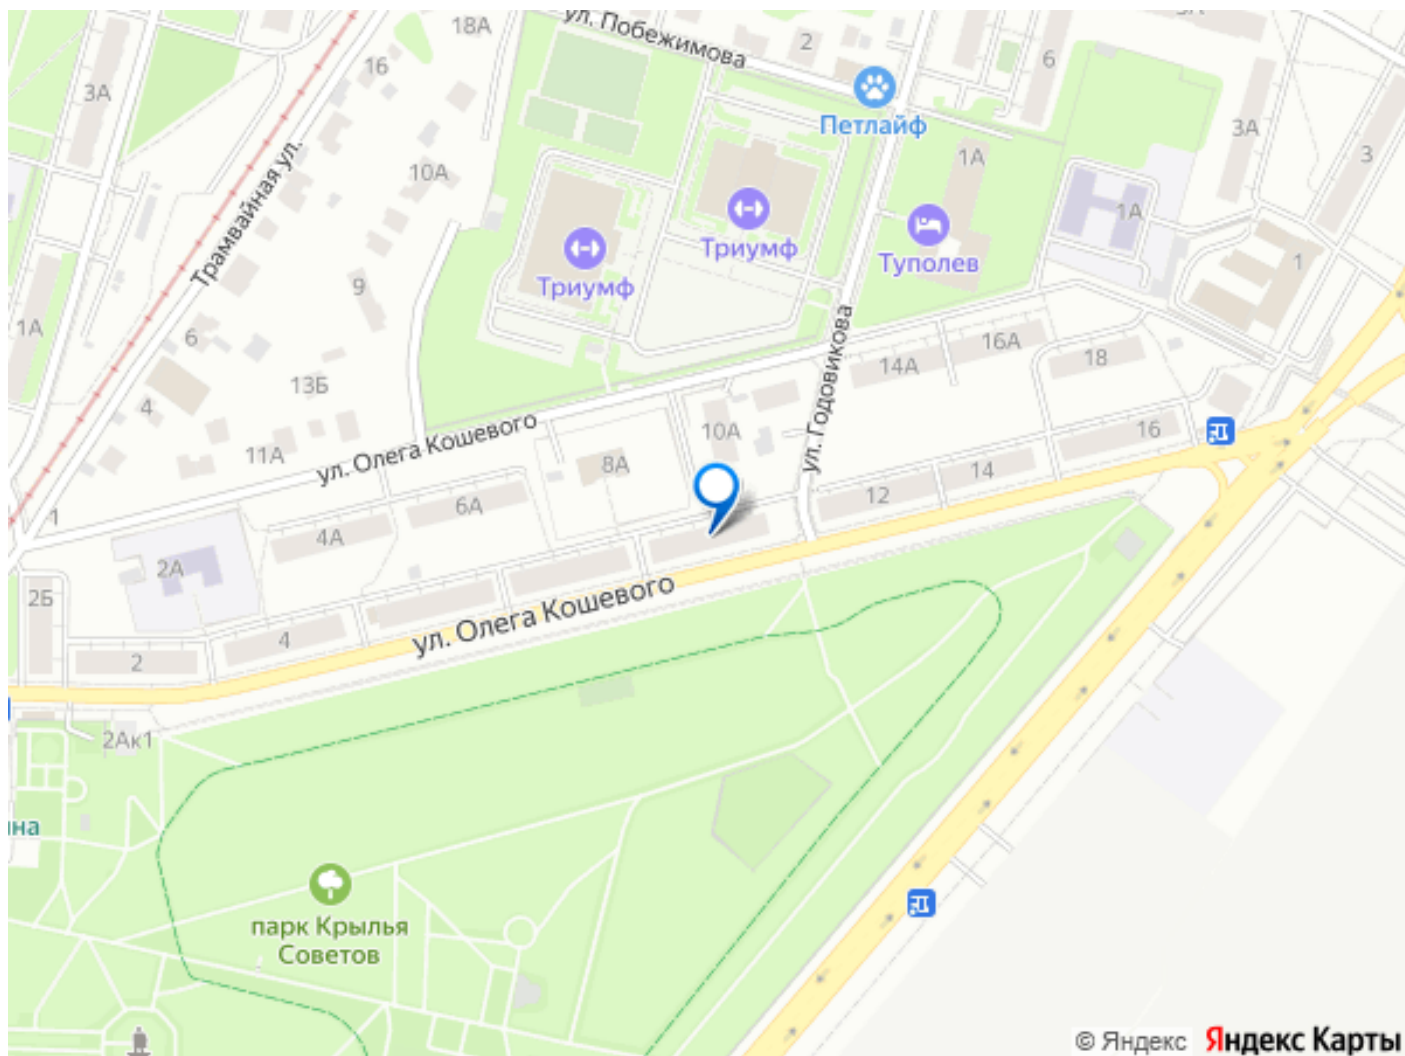 18А
ул. Побежимова
2
3А
16
6
Петлайф
3А
3
1А
10А
Трамвайная ул.
1А
Триумф
Туполев
1
Триумф
9
1А
6
ул. Годовикова
16А
14А
18
13Б
4
11А
ул. Олега Кошевого
10А
16
8А
14
12
6А
1
4А
2А
2Б
ул. Олега Кошевого
4
2
2Ак1
на
парк Крылья
Советов
© Яндекс Яндекс Карты